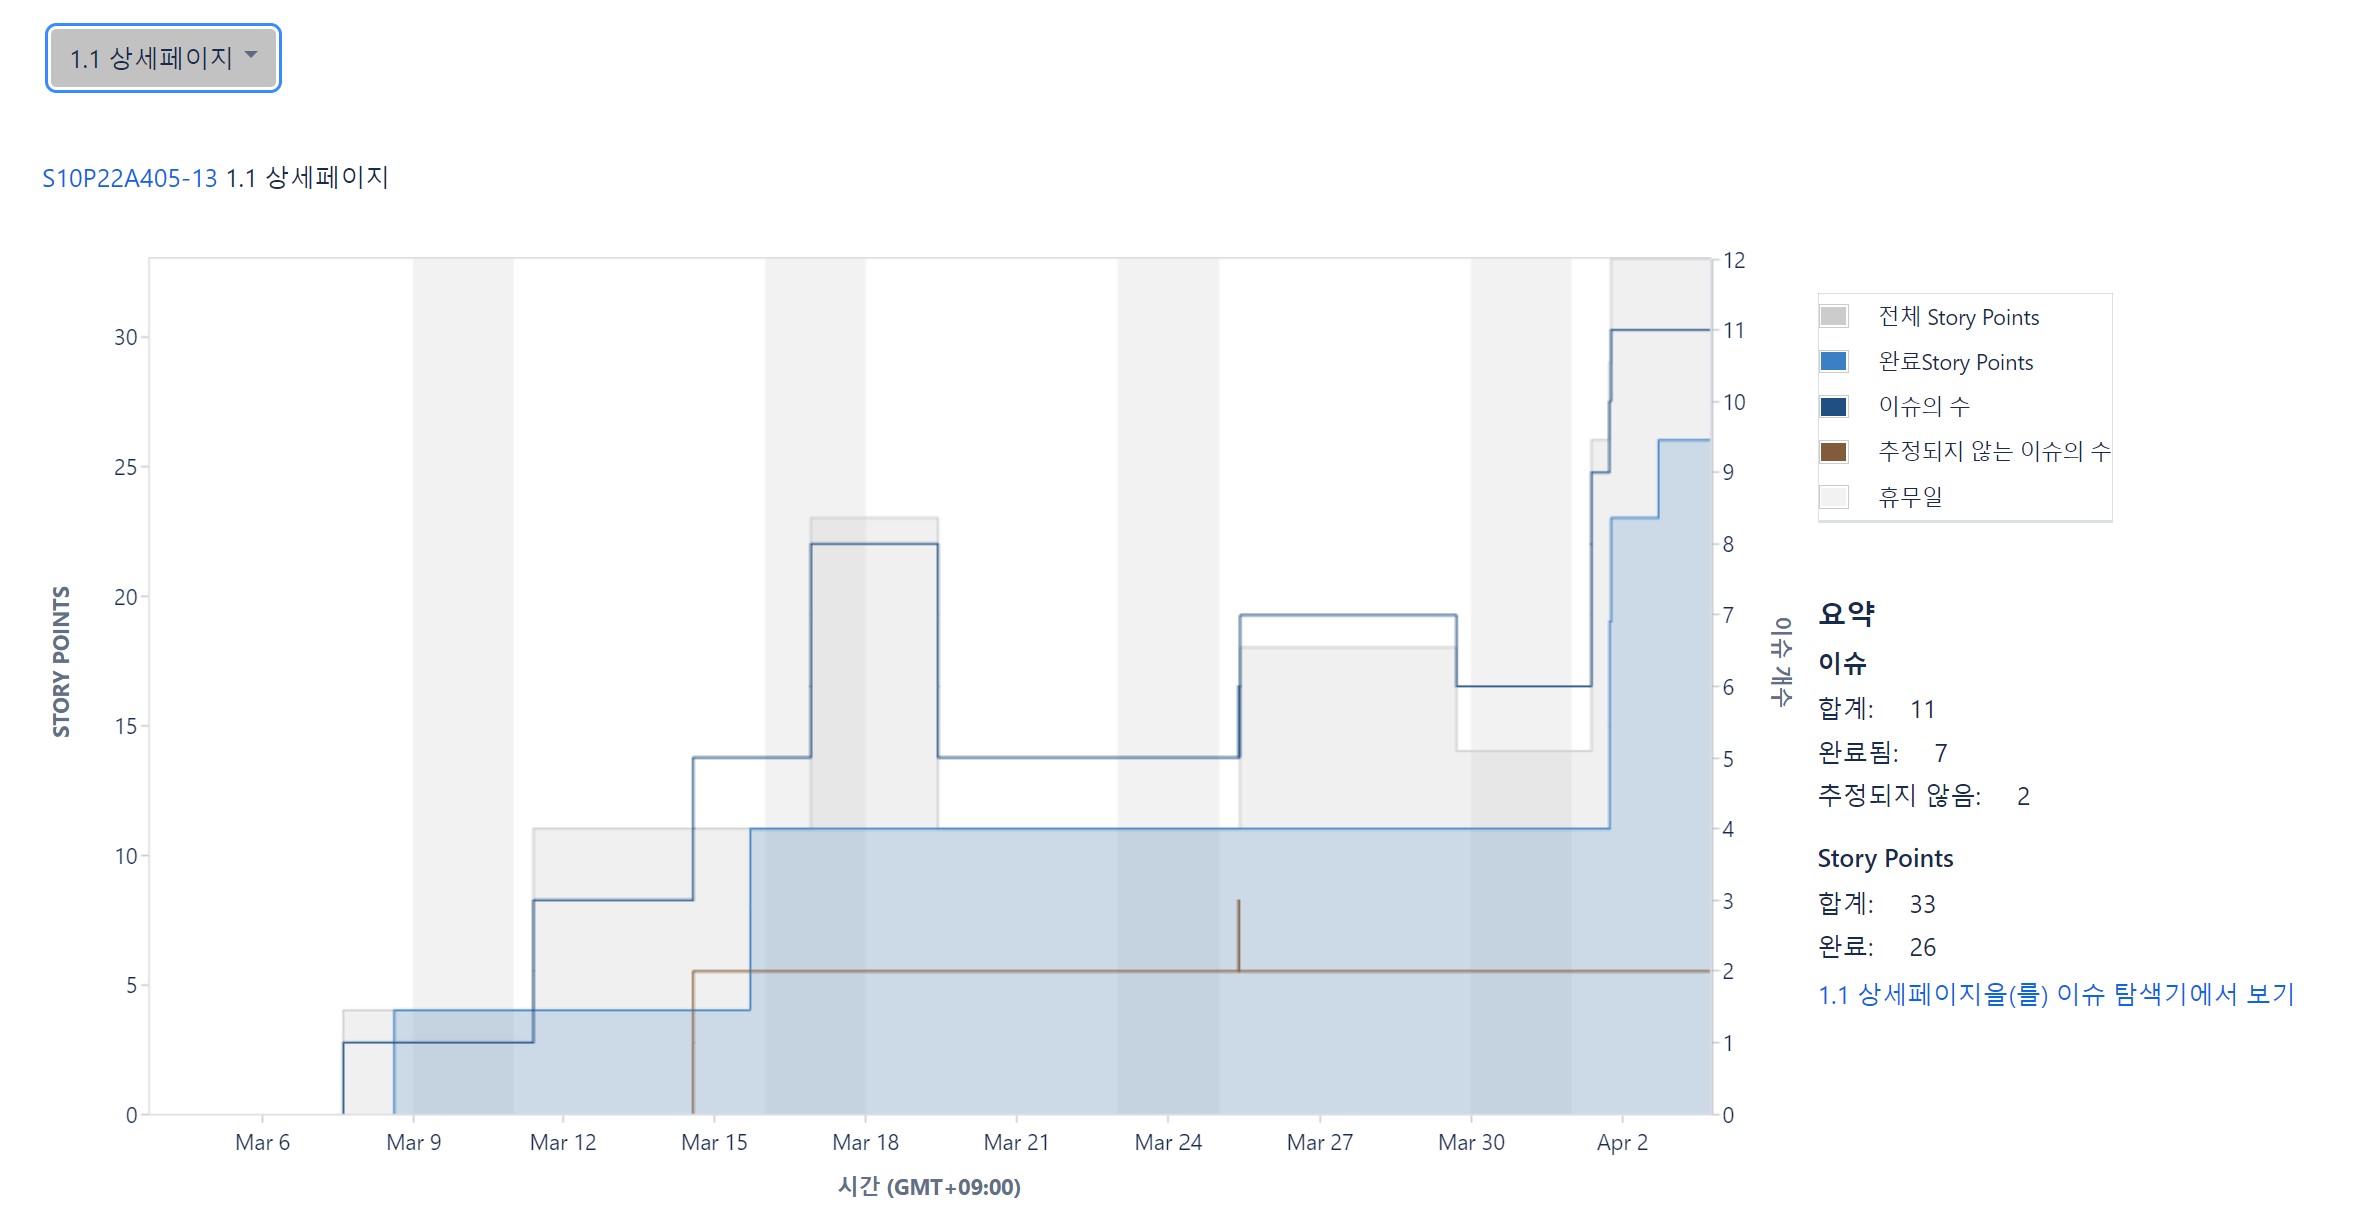 1.1 상세페이지
S10P22A405-13 1.1 상세페이지
STORY POINTS
30
25
20
15
10
5
0
12
11
10
9
8
7
6
5
4
3
2
1
0
이슈 개수
Mar 6 Mar 9 Mar 12 Mar 15 Mar 18 Mar 21 Mar 24 Mar 27 Mar 30 Apr 2
시간 (GMT+09:00)
전체 Story Points
완료Story Points
이슈의 수
추정되지 않는 이슈의 수
휴무일
요약
이슈
합계: 11
완료됨: 7
추정되지 않음: 2
Story Points
합계: 33
완료: 26
1.1 상세페이지을(를) 이슈 탐색기에서 보기